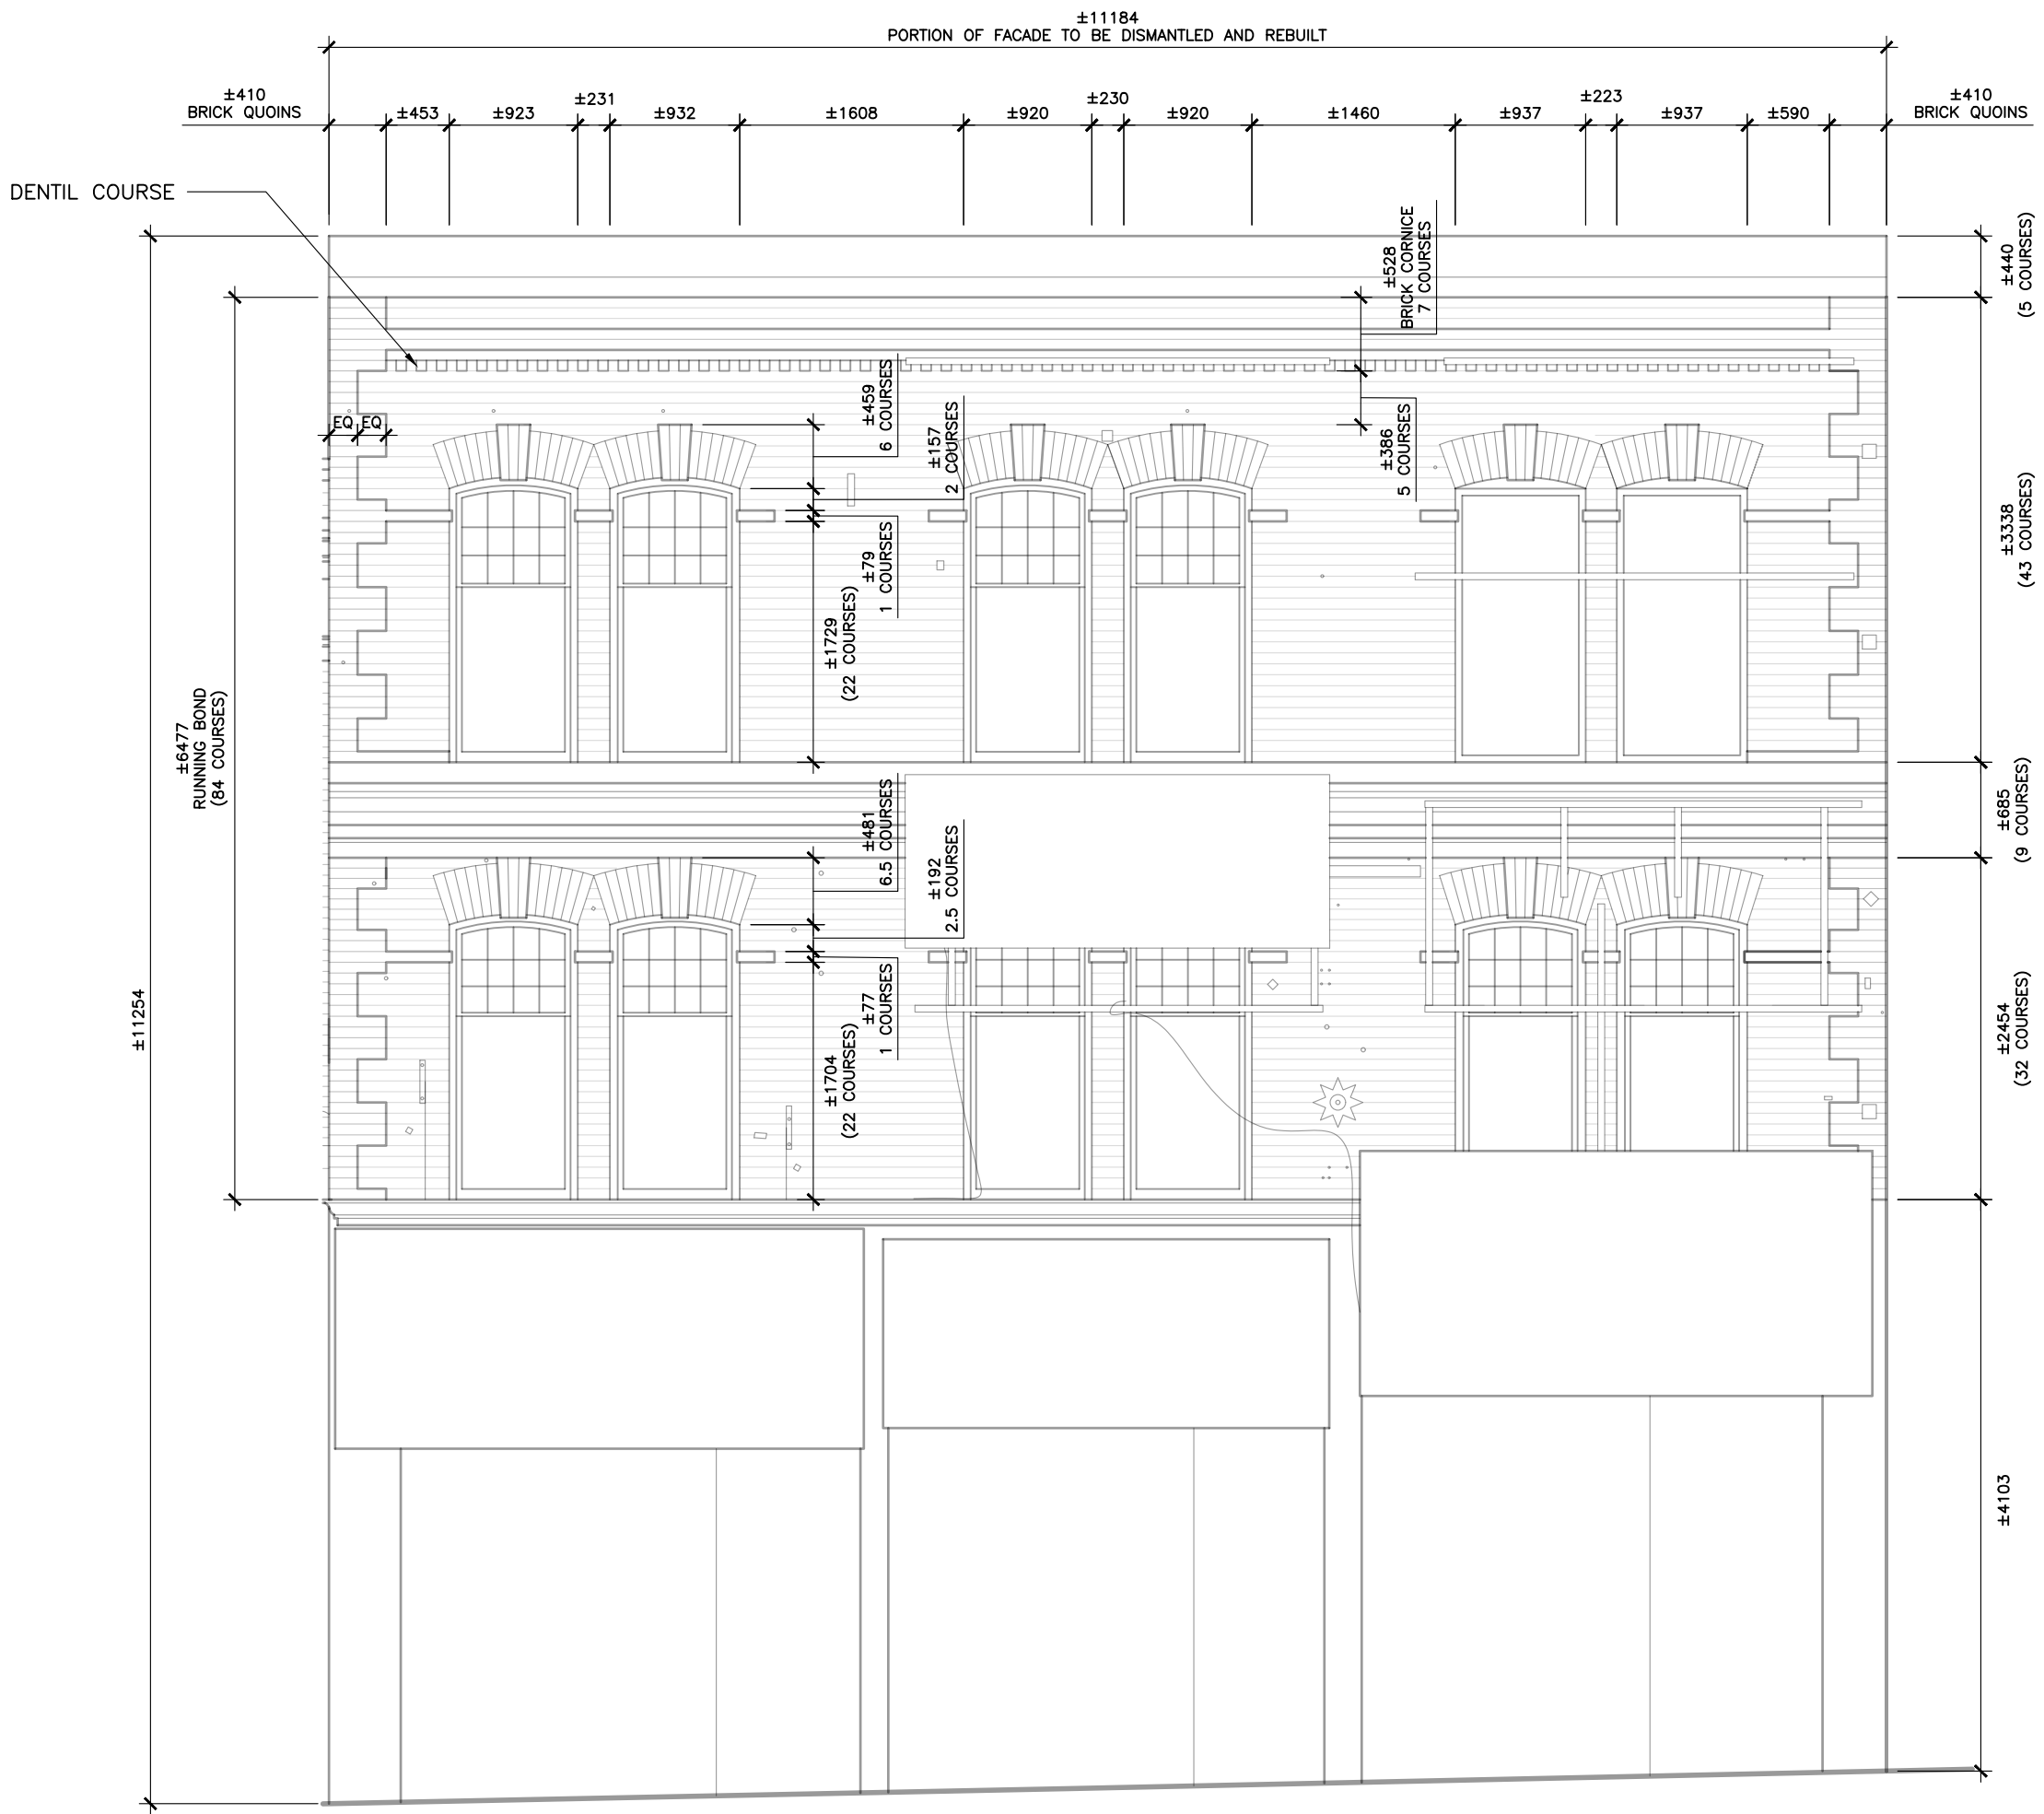 ±11184
PORTION OF FACADE TO BE DISMANTLED AND REBUILT
±410
BRICK QUOINS
±453
±923
±231
±932
±1608
±920
±230
±920
±1460
±937
±223
±937
±590
±410
BRICK QUOINS
DENTIL COURSE
±528
BRICK CORNICE
7 COURSES
±440
(5 COURSES)
±459
6 COURSES
±157
2 COURSES
±386
5 COURSES
EQ
EQ
±79
1 COURSES
±1729
(22 COURSES)
±3338
(43 COURSES)
±6477
RUNNING BOND
(84 COURSES)
±685
(9 COURSES)
±481
6.5 COURSES
±192
2.5 COURSES
±77
1 COURSES
±1704
(22 COURSES)
±2454
(32 COURSES)
±11254
±4103